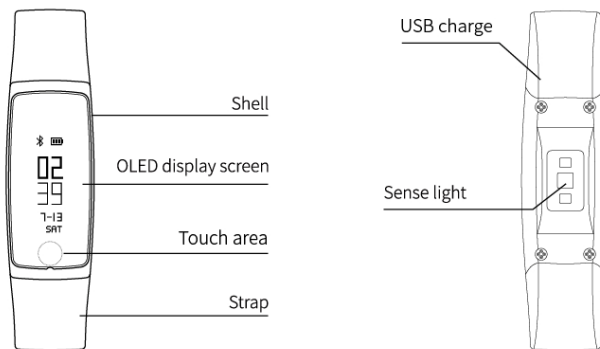 USB charge
Shell
02
39
7-13
SAT
OLED display screen
Sense light
Touch area
Strap